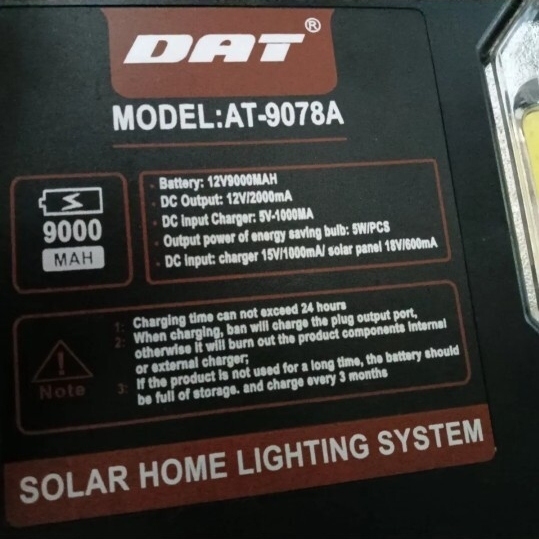 DAT®
MODEL:AT-9078A
9000
MAH
· Battery: 12V9000MAH
· DC Output: 12V/2000mA
· DC Input Charger: 5V-1000MA
· Output power of energy saving bulb: 5W/PCS
· DC Input: charger 15V/1000mA/ solar panel 18V/600mA
Note
1: Charging time can not exceed 24 hours
2: When charging, ban will charge the plug output port,
otherwise it will burn out the product components internal
or external charger;
3: If the product is not used for a long time, the battery should
be full of storage. and charge every 3 months
SOLAR HOME LIGHTING SYSTEM